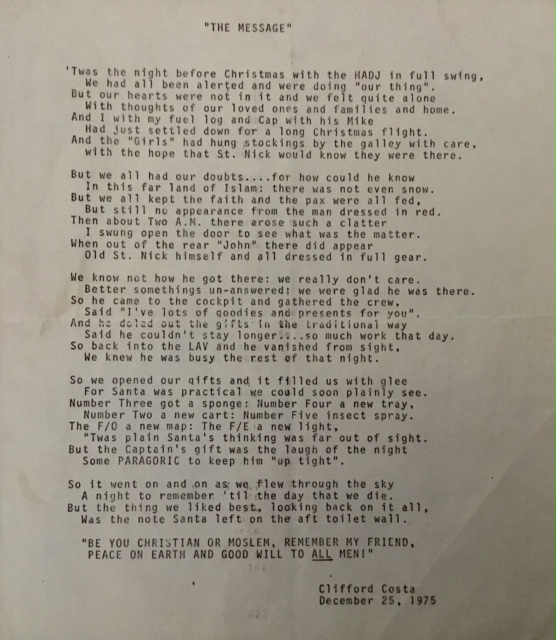 "THE MESSAGE"
'Twas the night before Christmas with the HADJ in full swing,
We had all been alerted and were doing "our thing".
But our hearts were not in it and we felt quite alone
With thoughts of our loved ones and families and home.
And I with my fuel log and Cap with his Mike
Had just settled down for a long Christmas flight.
And the "Girls" had hung stockings by the galley with care,
with the hope that St. Nick would know they were there.
But we all had our doubts....for how could he know
In this far land of Islam: there was not even snow.
But we all kept the faith and the pax were all fed,
But still no appearance from the man dressed in red.
Then about Two A.M. there arose such a clatter
I swung open the door to see what was the matter.
When out of the rear "John" there did appear
Old St. Nick himself and all dressed in full gear.
We know not how he got there: we really don't care.
Better somethings un-answered: we were glad he was there.
So he came to the cockpit and gathered the crew,
Said "I've lots of goodies and presents for you".
And he doled out the gifts in the traditional way
Said he couldn't stay longer....so much work that day.
So back into the LAV and he vanished from sight,
We knew he was busy the rest of that night.
So we opened our gifts and it filled us with glee
For Santa was practical we could soon plainly see.
Number Three got a sponge: Number Four a new tray,
Number Two a new cart: Number Five insect spray.
The F/O a new map: The F/E a new light,
"Twas plain Santa's thinking was far out of sight.
But the Captain's gift was the laugh of the night
Some PARAGORIC to keep him "up tight".
So it went on and on as we flew through the sky
A night to remember 'til the day that we die.
But the thing we liked best, looking back on it all,
Was the note Santa left on the aft toilet wall.
"BE YOU CHRISTIAN OR MOSLEM, REMEMBER MY FRIEND,
PEACE ON EARTH AND GOOD WILL TO ALL MEN!"
Clifford Costa
December 25, 1975